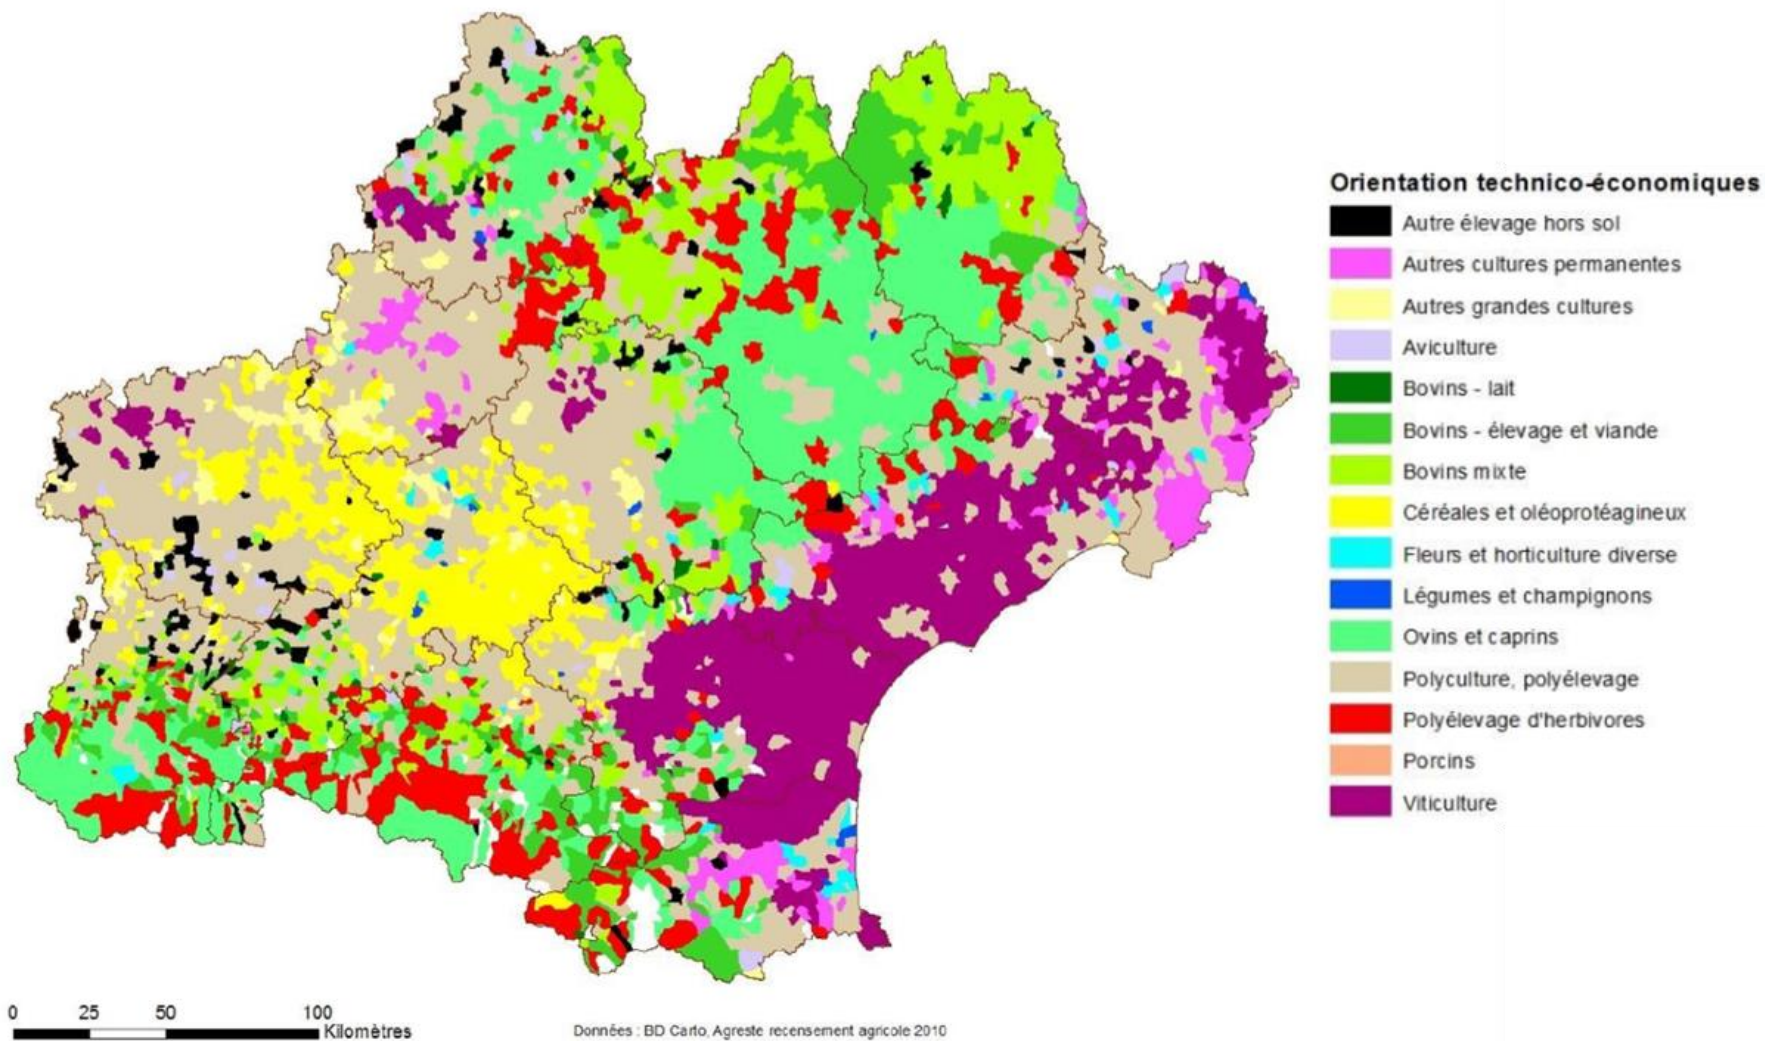 Orientation technico-économiques
Autre élevage hors sol
Autres cultures permanentes
Autres grandes cultures
Aviculture
Bovins - lait
Bovins - élevage et viande
Bovins mixte
Céréales et oléoprotéagineux
Fleurs et horticulture diverse
Légumes et champignons
Ovins et caprins
Polyculture, polyélevage
Polyélevage d'herbivores
Porcins
Viticulture
0 25 50 100
Kilomètres
Données : BD Carto, Agreste recensement agricole 2010